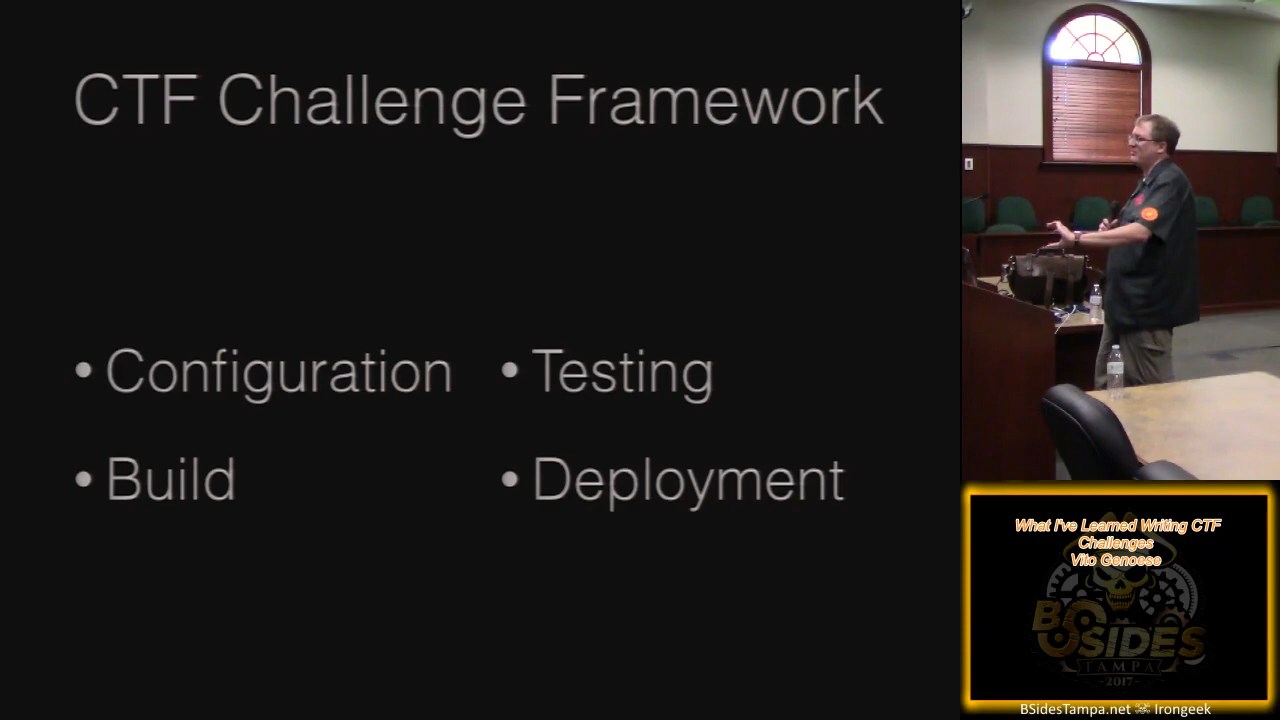 CTF Challenge Framework
• Configuration
• Build
• Testing
• Deployment
What I've Learned Writing CTF
Challenges
Vito Genoese
BSIDES
TAMPA
-2017-
BSidesTampa.net ☠ Irongeek